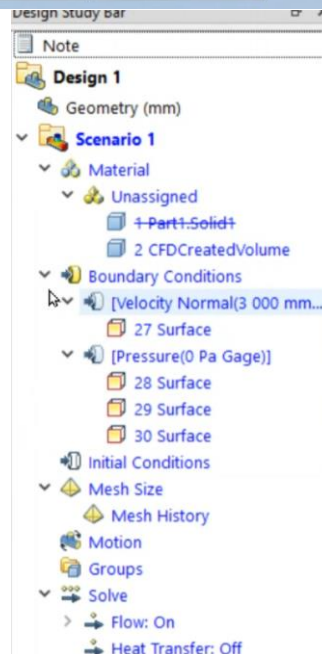 Design Study Bar
Note
Design 1
Geometry (mm)
Scenario 1
Material
Unassigned
1 Part1:Solid1
2 CFDCreatedVolume
Boundary Conditions
[Velocity Normal(3 000 mm...
27 Surface
[Pressure(0 Pa Gage)]
28 Surface
29 Surface
30 Surface
Initial Conditions
Mesh Size
Mesh History
Motion
Groups
Solve
Flow: On
Heat Transfer: Off